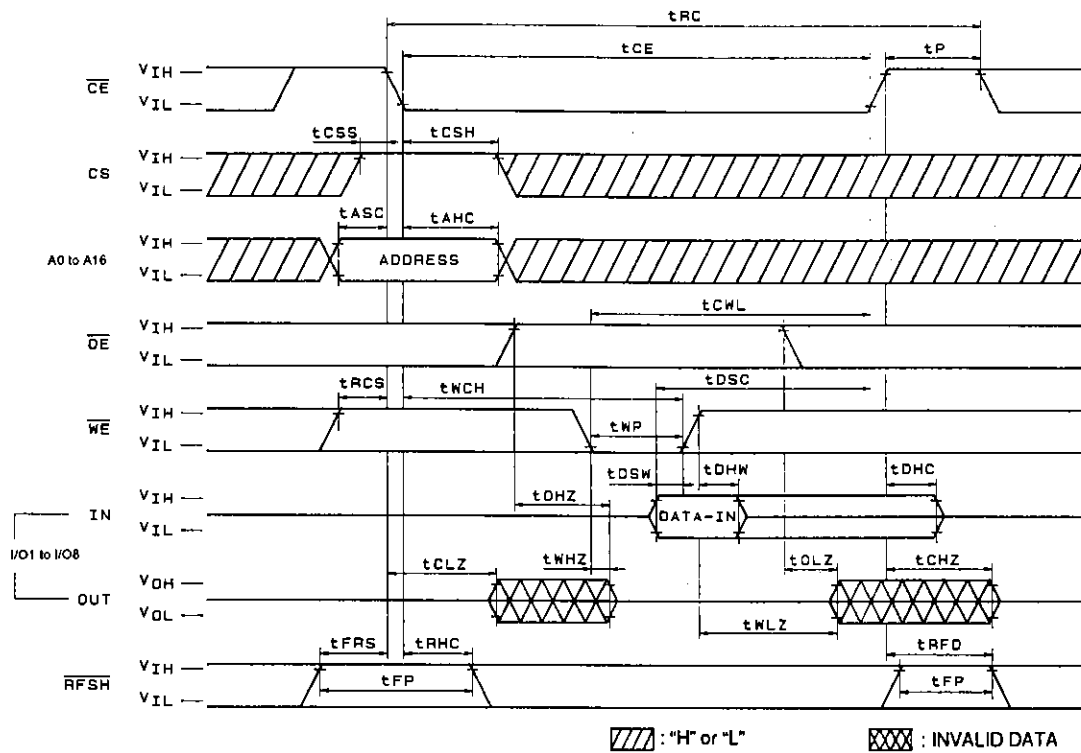 tRC
tCE
tP
CE
VIH
VIL
tCSS
tCSH
CS
VIH
VIL
tASC
tAHC
A0 to A16
VIH
VIL
ADDRESS
tCWL
OE
VIH
VIL
tDSC
tRCS
tWCH
WE
VIH
VIL
tWP
tDSW
tDHW
tDHC
IN
VIH
VIL
tOHZ
DATA-IN
I/O1 to I/O8
tCLZ
tWHZ
tOLZ
tCHZ
OUT
VOH
VOL
tWLZ
tFRS
tRHC
tRFD
RFSH
VIH
VIL
tFP
tFP
: "H" or "L"
: INVALID DATA